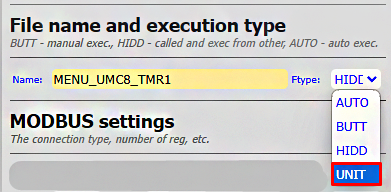 File name and execution type
BUTT - manual exec., HIDD - called and exec from other, AUTO - auto exec.
Name: MENU_UMC8_TMR1 Ftype: HIDD
AUTO
BUTT
HIDD
UNIT
MODBUS settings
The connection type, number of reg, etc.